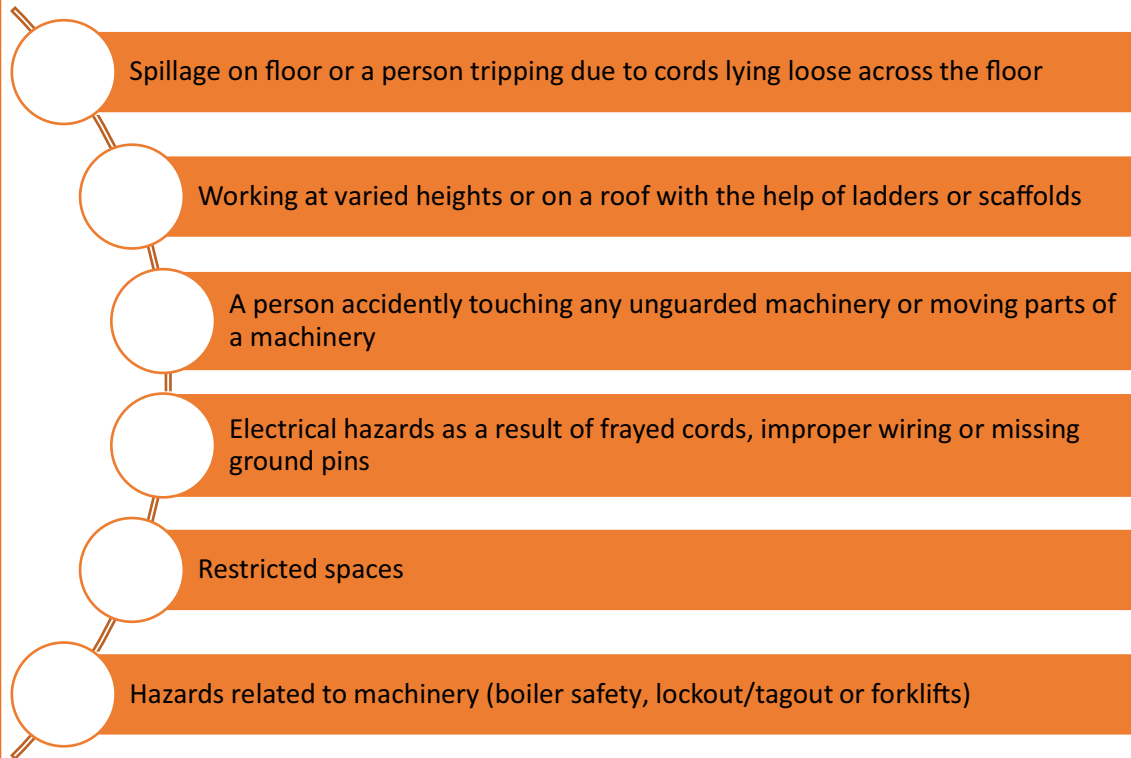 Spillage on floor or a person tripping due to cords lying loose across the floor
Working at varied heights or on a roof with the help of ladders or scaffolds
A person accidently touching any unguarded machinery or moving parts of
a machinery
Electrical hazards as a result of frayed cords, improper wiring or missing
ground pins
Restricted spaces
Hazards related to machinery (boiler safety, lockout/tagout or forklifts)